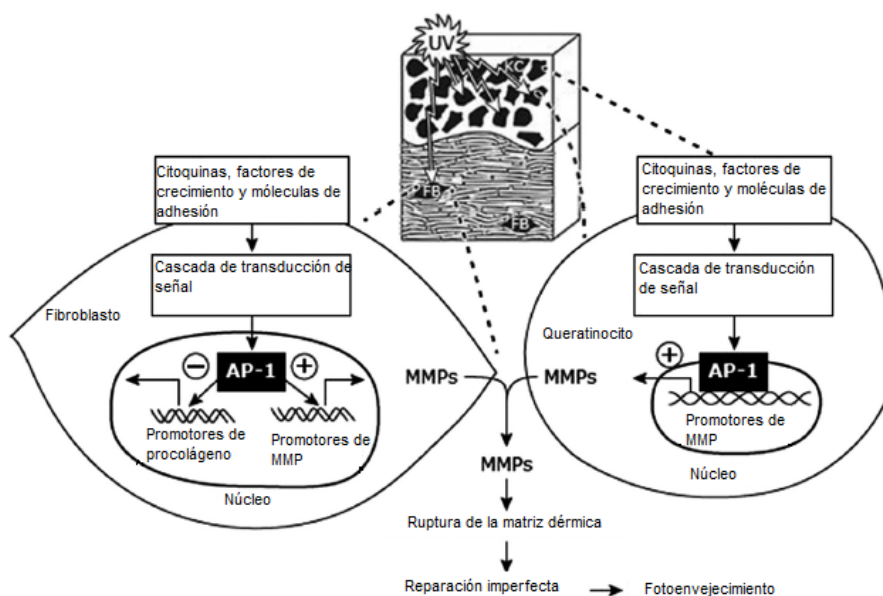 UV
KC
FB
FB
Citoquinas, factores de
crecimiento y móleculas de
adhesión
Cascada de transducción de
señal
Fibroblasto
AP-1
Promotores de
procolágeno
Promotores de
MMP
Núcleo
Citoquinas, factores de
crecimiento y moléculas de
adhesión
Cascada de transducción
de señal
Queratinocito
AP-1
Promotores de
MMP
Núcleo
MMPs
MMPs
MMPs
Ruptura de la matriz dérmica
Reparación imperfecta
Fotoenvejecimiento